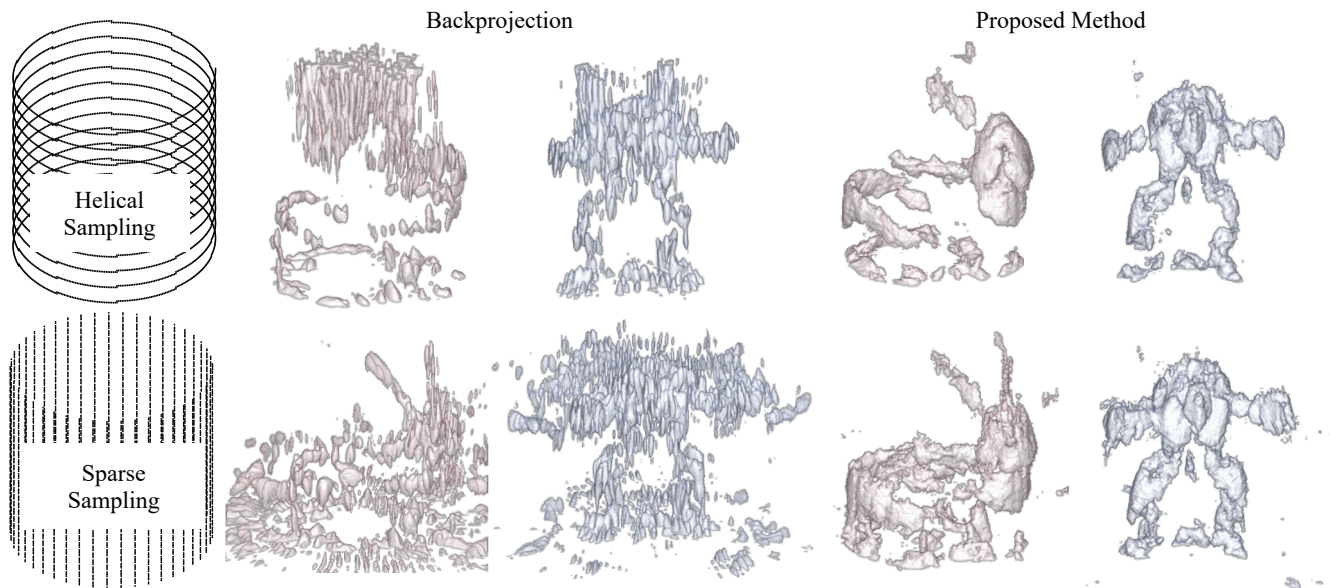 Backprojection
Proposed Method
Helical
Sampling
Sparse
Sampling